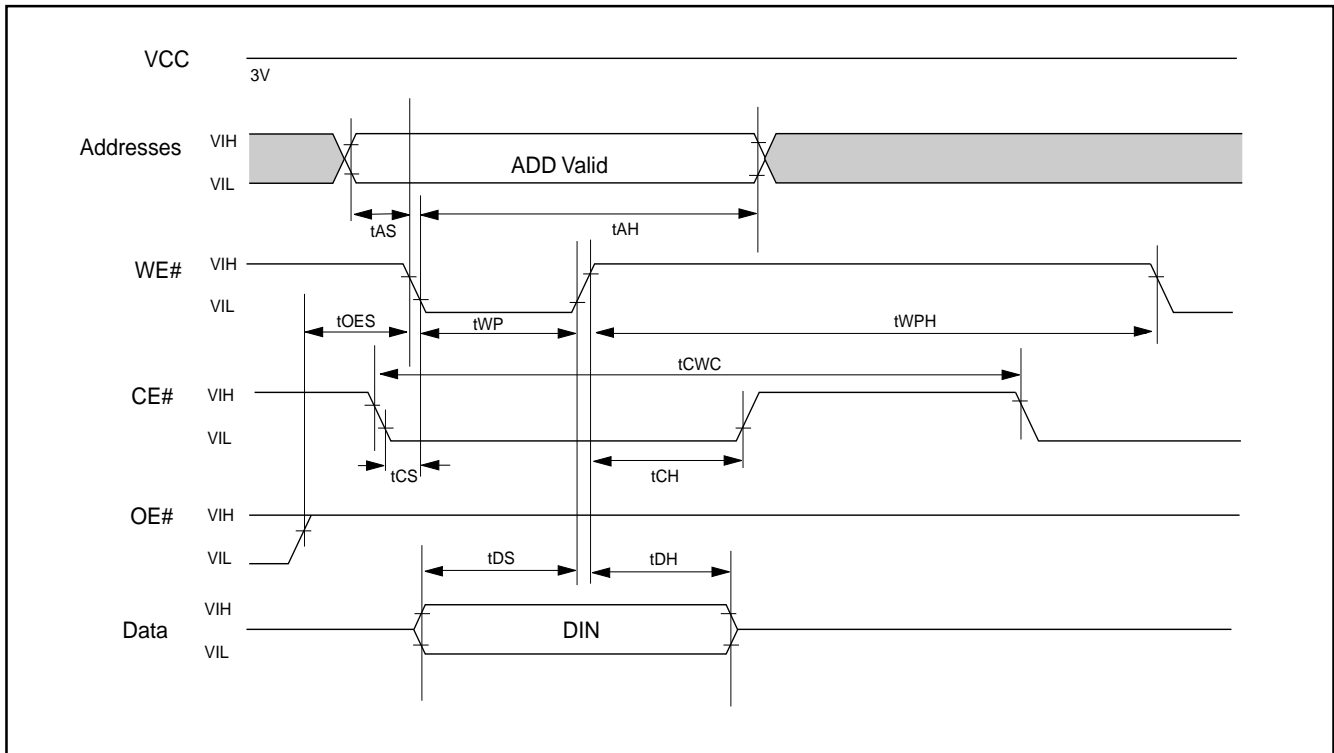 VCC
3V
Addresses
VIH
VIL
ADD Valid
tAS
tAH
WE#
VIH
VIL
tOES
tWP
tWPH
tCWC
CE#
VIH
VIL
tCS
tCH
OE#
VIH
VIL
tDS
tDH
Data
VIH
VIL
DIN